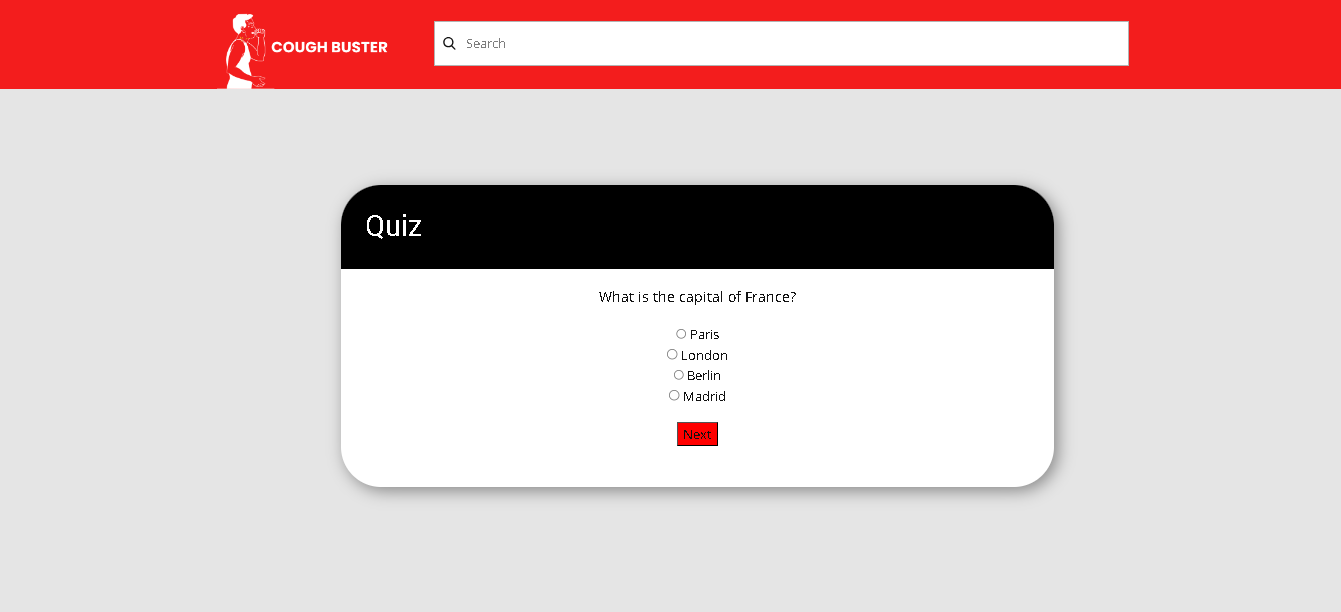 COUGH BUSTER
Search
Quiz
What is the capital of France?
Paris
London
Berlin
Madrid
Next